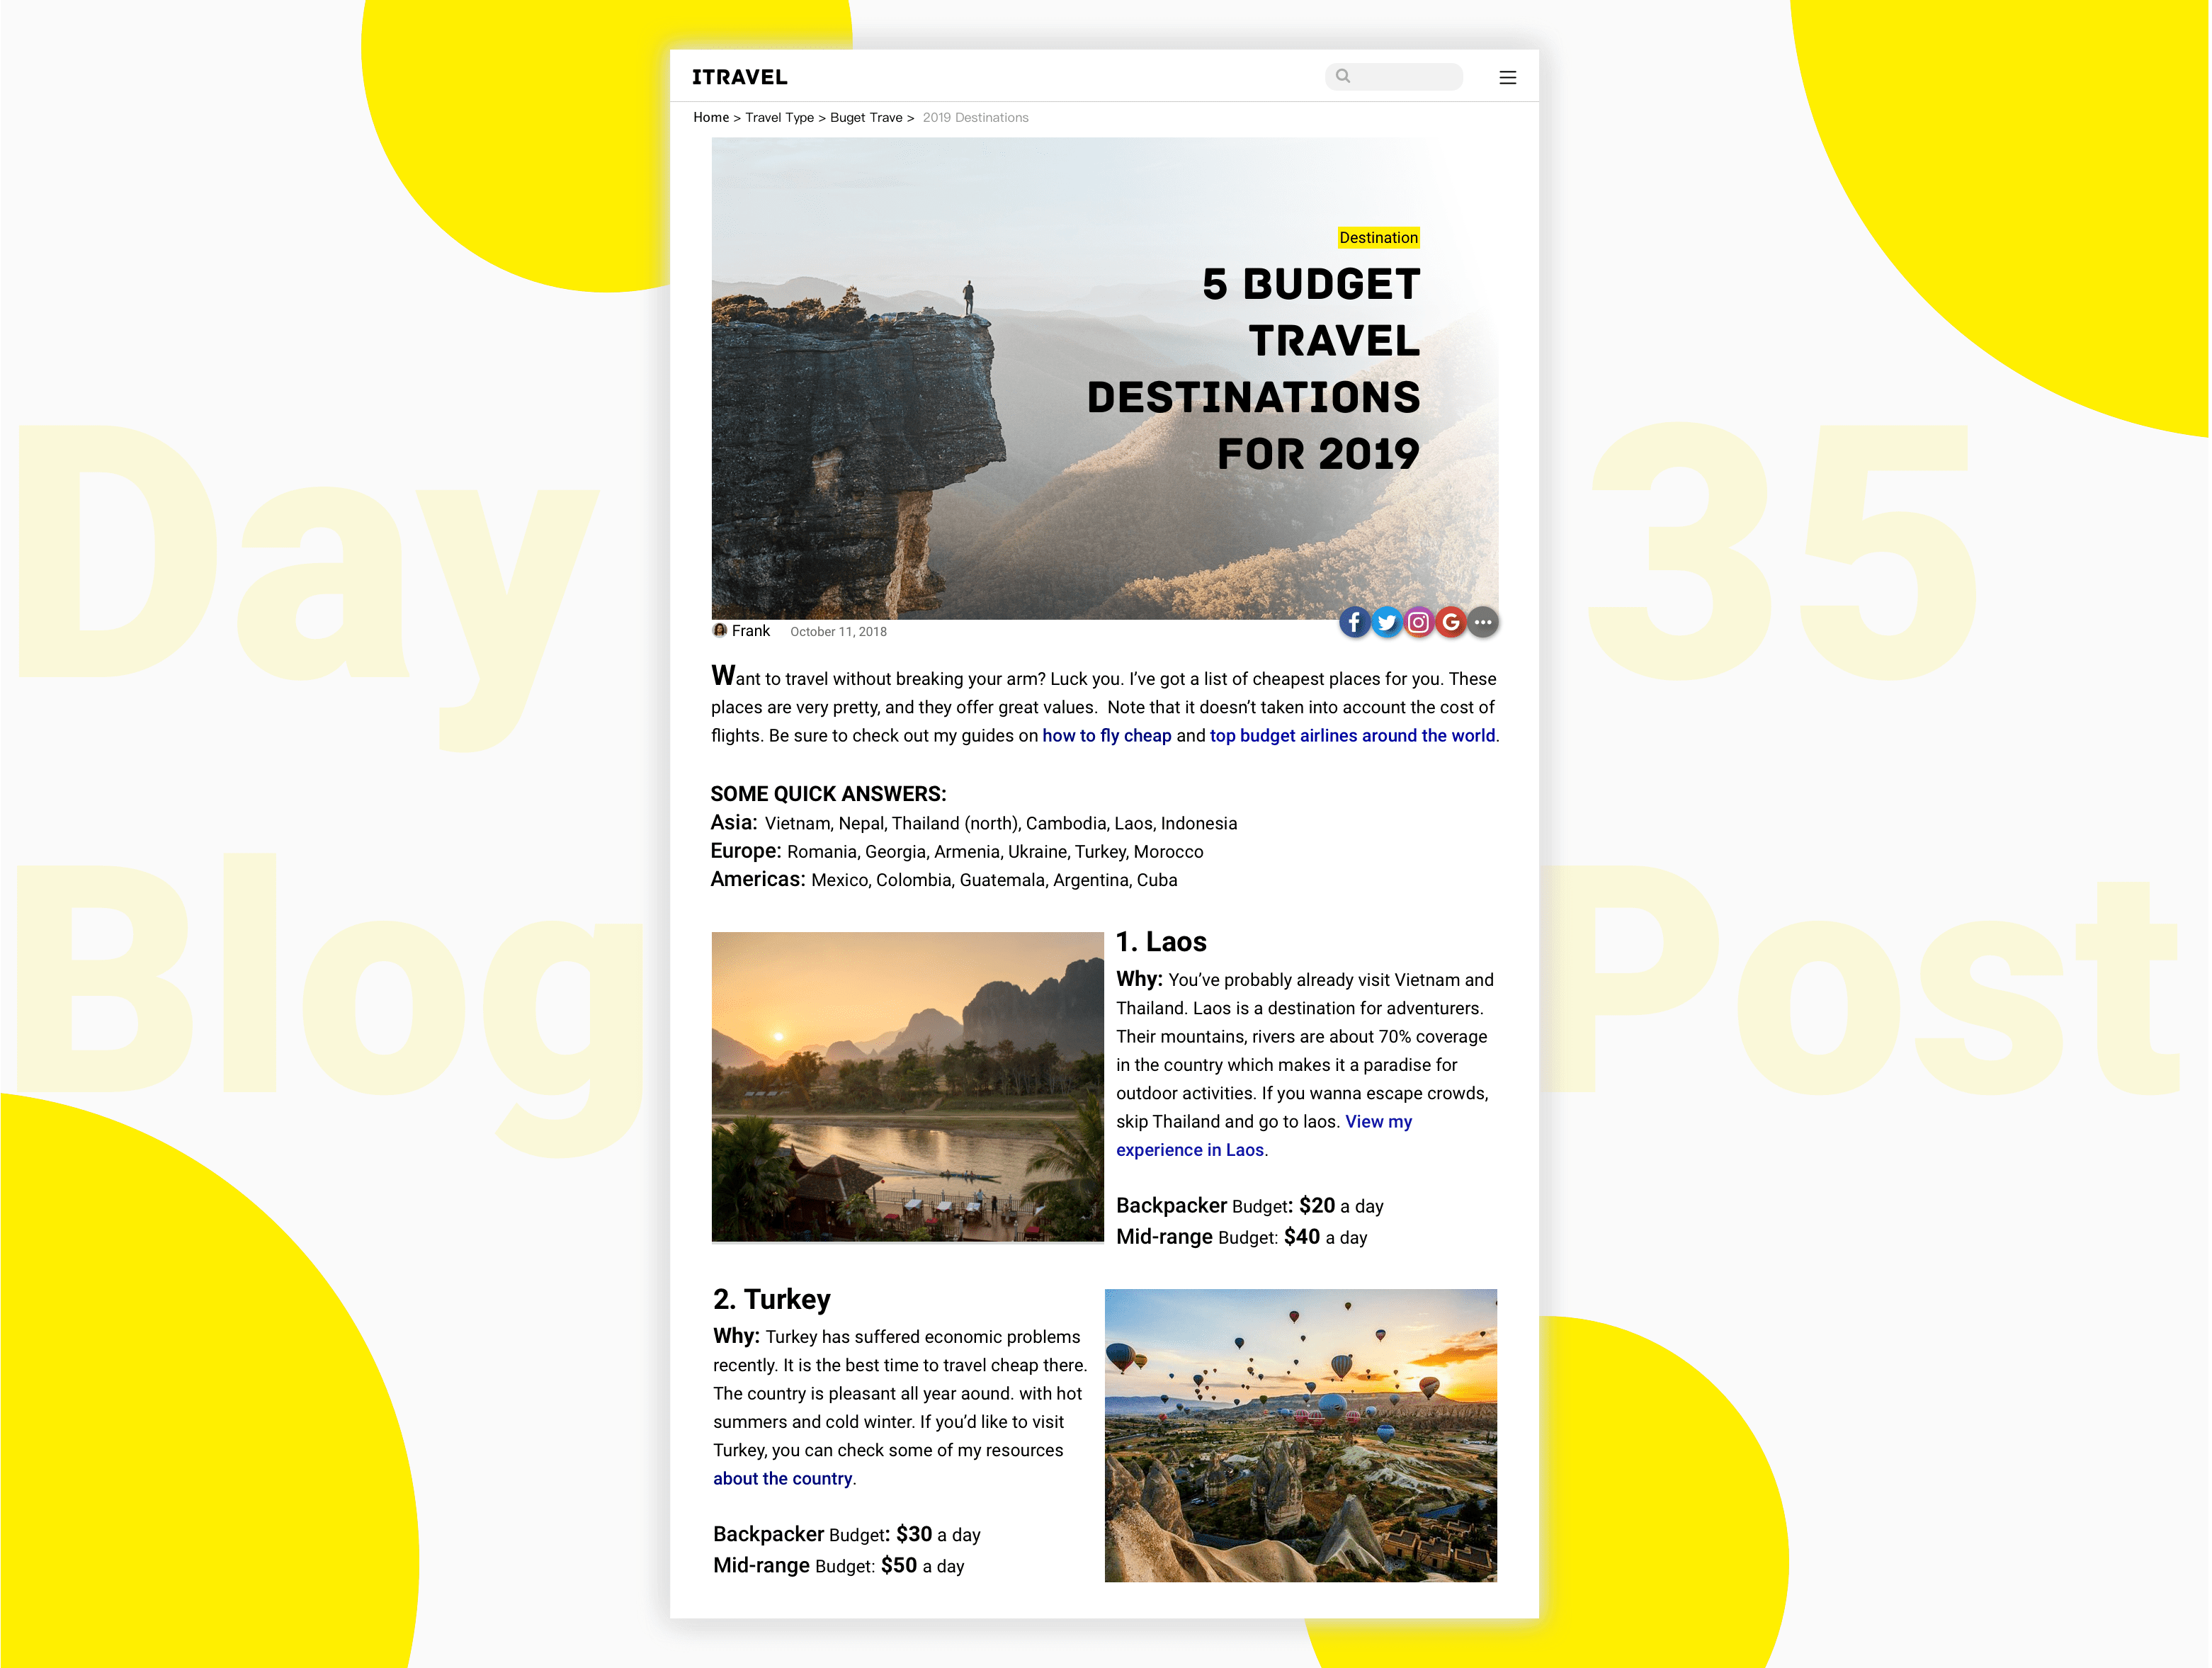 Day 35
Blog Post
ITRAVEL
Home > Travel Type > Buget Trave > 2019 Destinations
Destination
5 BUDGET
TRAVEL
DESTINATIONS
FOR 2019
Frank October 11, 2018
Want to travel without breaking your arm? Luck you. I've got a list of cheapest places for you. These
places are very pretty, and they offer great values. Note that it doesn't taken into account the cost of
flights. Be sure to check out my guides on how to fly cheap and top budget airlines around the world.
SOME QUICK ANSWERS:
Asia: Vietnam, Nepal, Thailand (north), Cambodia, Laos, Indonesia
Europe: Romania, Georgia, Armenia, Ukraine, Turkey, Morocco
Americas: Mexico, Colombia, Guatemala, Argentina, Cuba
1. Laos
Why: You've probably already visit Vietnam and
Thailand. Laos is a destination for adventurers.
Their mountains, rivers are about 70% coverage
in the country which makes it a paradise for
outdoor activities. If you wanna escape crowds,
skip Thailand and go to laos. View my
experience in Laos.
Backpacker Budget: $20 a day
Mid-range Budget: $40 a day
2. Turkey
Why: Turkey has suffered economic problems
recently. It is the best time to travel cheap there.
The country is pleasant all year aound. with hot
summers and cold winter. If you'd like to visit
Turkey, you can check some of my resources
about the country.
Backpacker Budget: $30 a day
Mid-range Budget: $50 a day